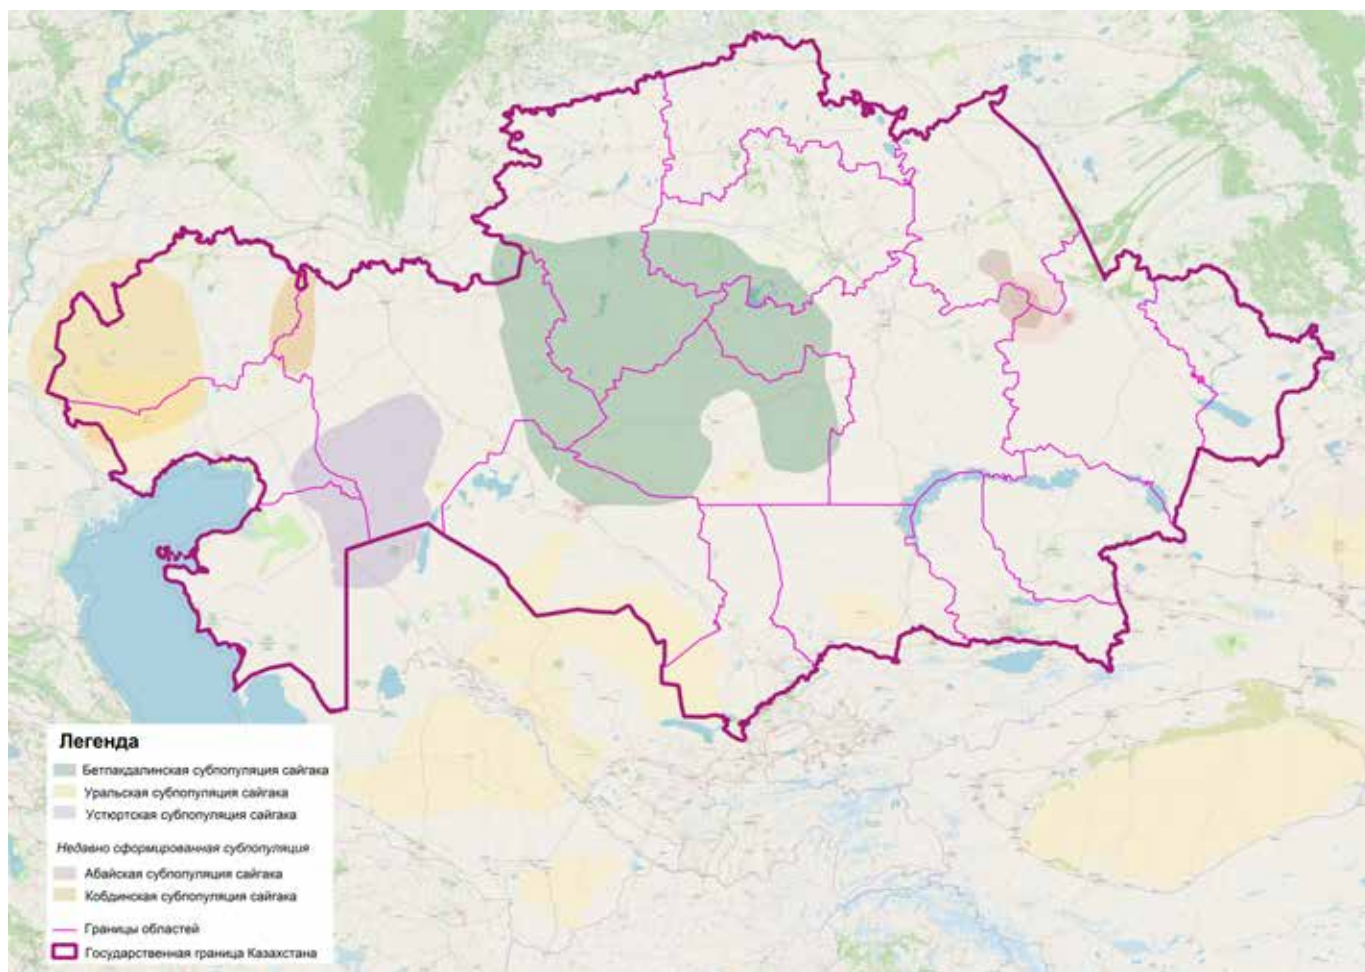 Легенда
Бетпакдалинская субпопуляция сайгака
Уральская субпопуляция сайгака
Устюртская субпопуляция сайгака
Недавно сформированная субпопуляция
Абайская субпопуляция сайгака
Кобдинская субпопуляция сайгака
Границы областей
Государственная граница Казахстана